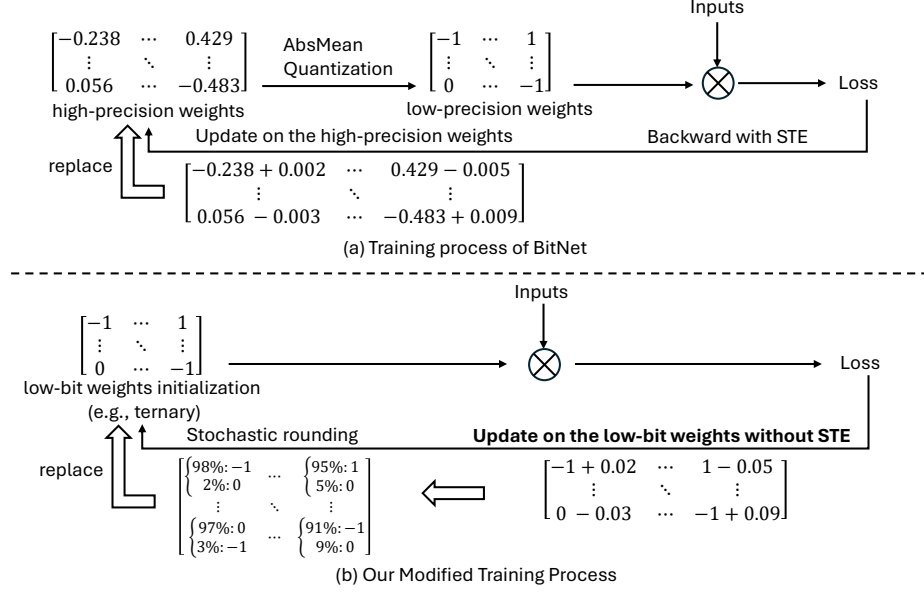 Inputs
[−0.238 ⋯ 0.429
⋮ ⋱ ⋮
0.056 ⋯ −0.483]
AbsMean
Quantization
[−1 ⋯ 1
⋮ ⋱ ⋮
0 ⋯ −1]
Loss
high-precision weights
low-precision weights
Update on the high-precision weights
Backward with STE
replace
[−0.238 + 0.002 ⋯ 0.429 − 0.005
⋮ ⋱ ⋮
0.056 − 0.003 ⋯ −0.483 + 0.009]
(a) Training process of BitNet
Inputs
[−1 ⋯ 1
⋮ ⋱ ⋮
0 ⋯ −1]
Loss
low-bit weights initialization
(e.g., ternary)
Stochastic rounding
Update on the low-bit weights without STE
replace
[{98%: −1 ⋯ {95%: 1
2%: 0 5%: 0
⋮ ⋱ ⋮
{97%: 0 ⋯ {91%: −1
3%: −1 9%: 0]
[−1 + 0.02 ⋯ 1 − 0.05
⋮ ⋱ ⋮
0 − 0.03 ⋯ −1 + 0.09]
(b) Our Modified Training Process